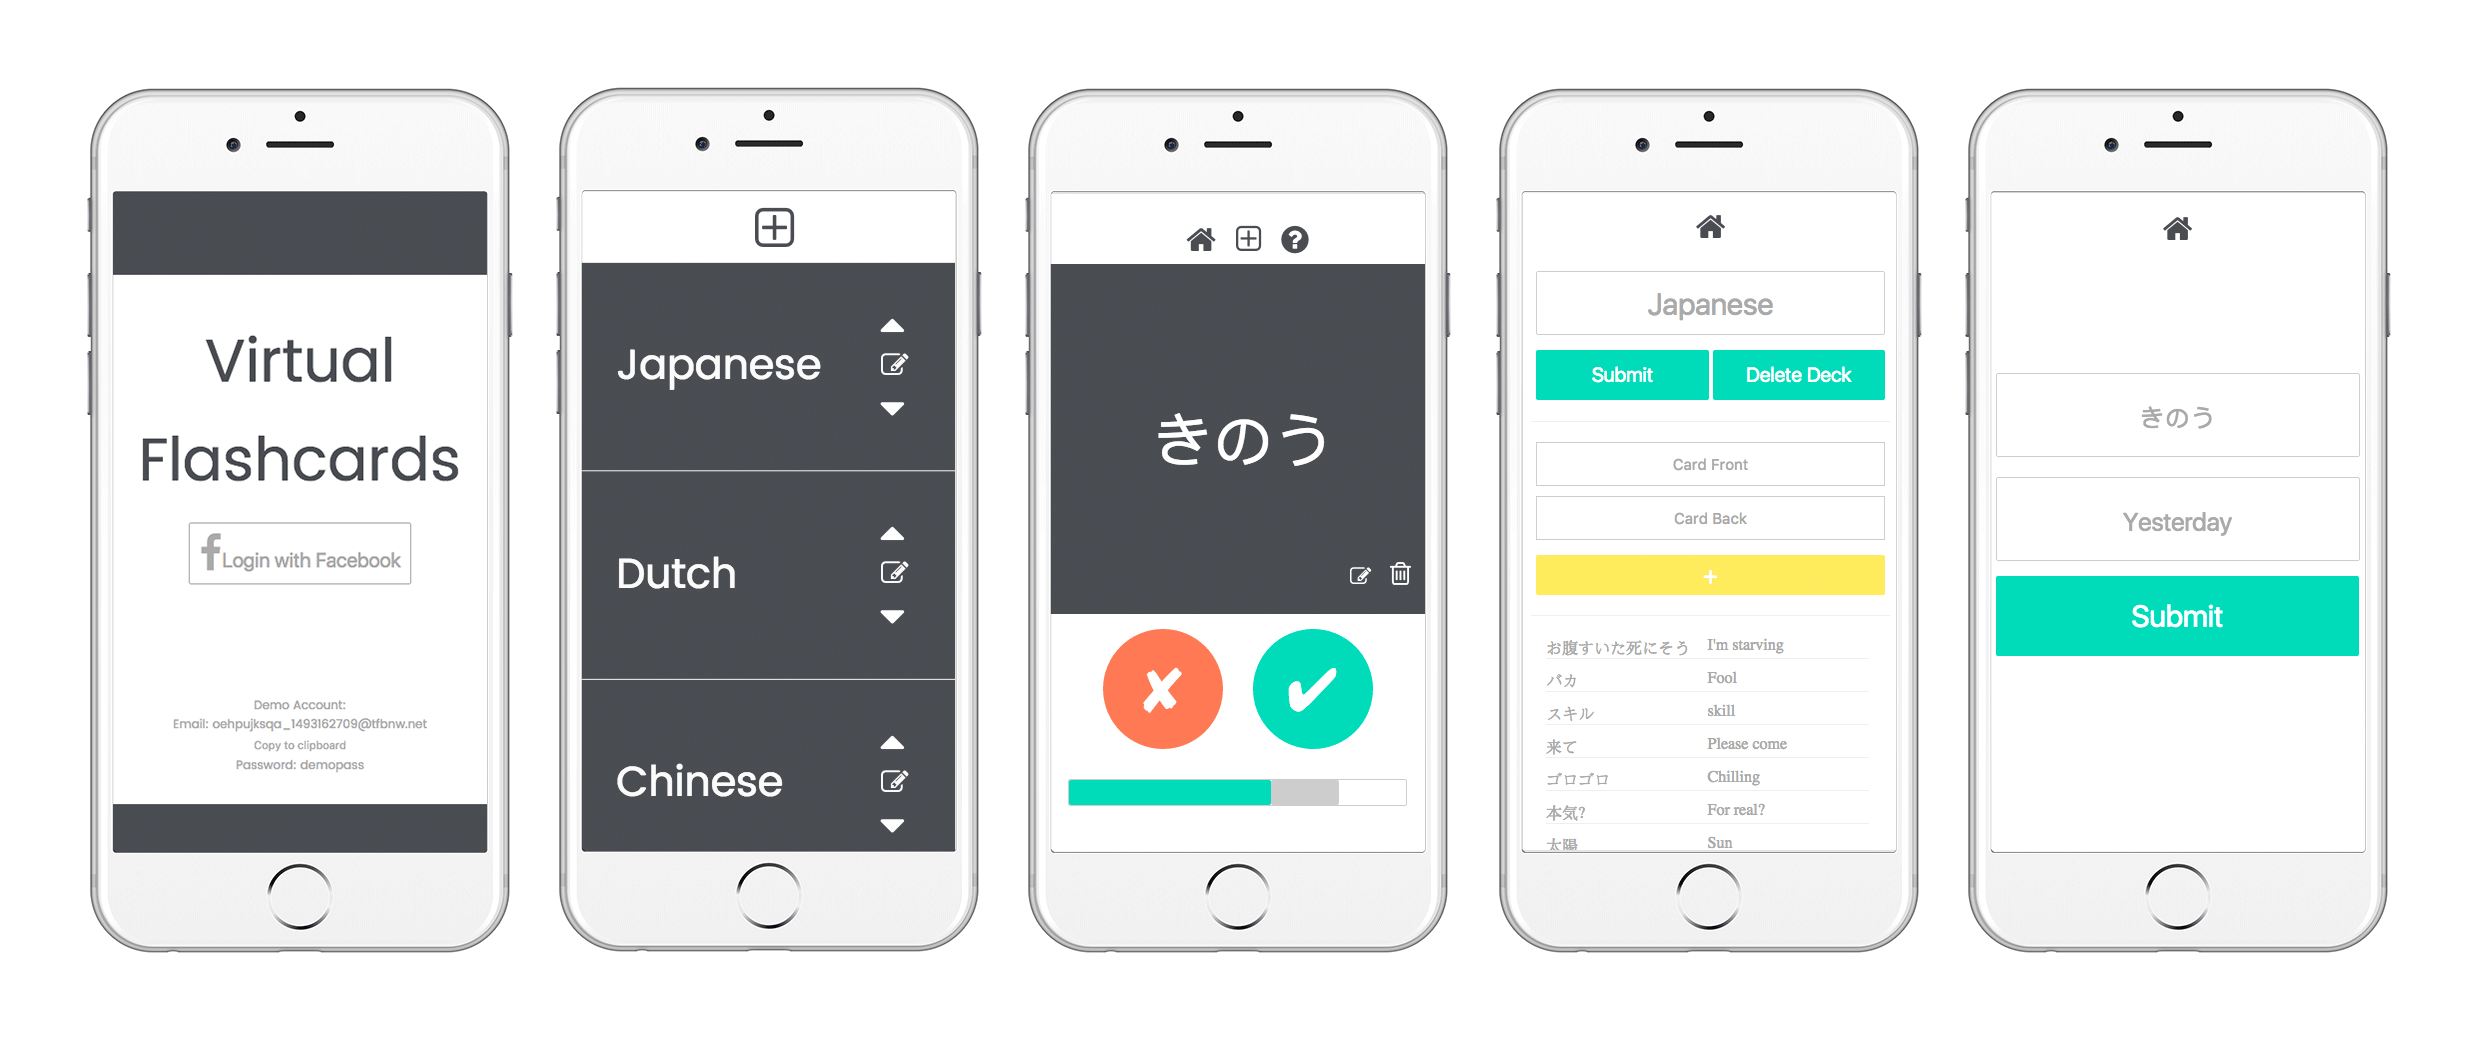 Virtual
Flashcards
Login with Facebook
Demo Account:
Email: oehpujksqa_1493162709@tfbnw.net
Copy to clipboard
Password: demopass
Japanese
Dutch
Chinese
きのう
Japanese
Submit Delete Deck
Card Front
Card Back
+
お腹すいた死にそう I'm starving
バカ Fool
スキル skill
来て Please come
ゴロゴロ Chilling
本気? For real?
太陽 Sun
きのう
Yesterday
Submit